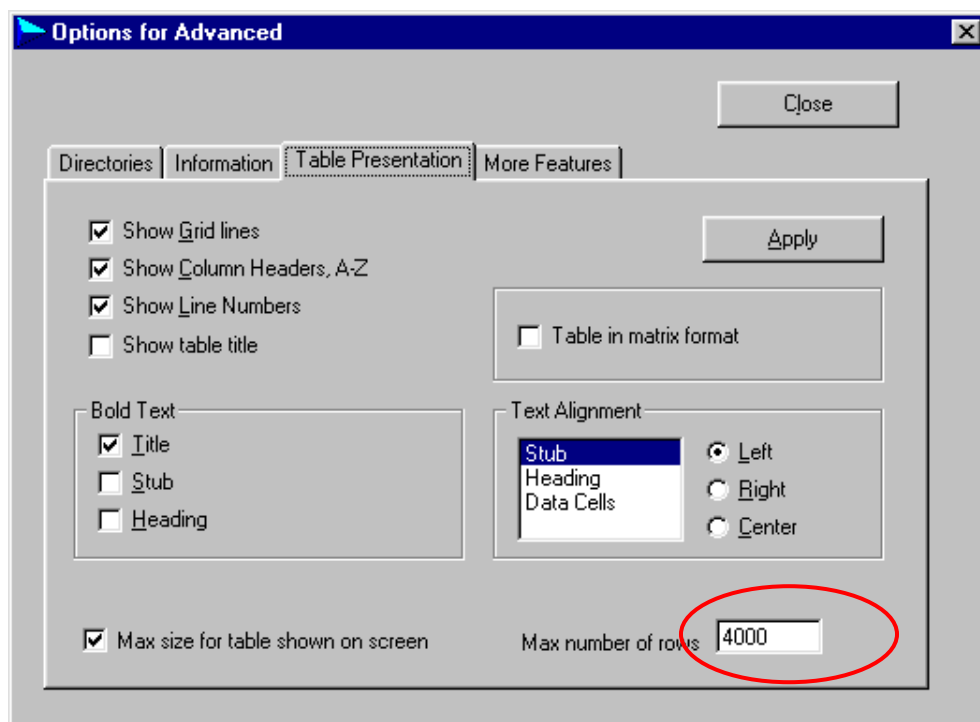 Options for Advanced
Close
Directories Information Table Presentation More Features
Show Grid lines
Apply
Show Column Headers, A-Z
Show Line Numbers
Show table title
Table in matrix format
Bold Text
Title
Stub
Heading
Text Alignment
Stub
Heading
Data Cells
Left
Right
Center
Max size for table shown on screen
Max number of rows 4000